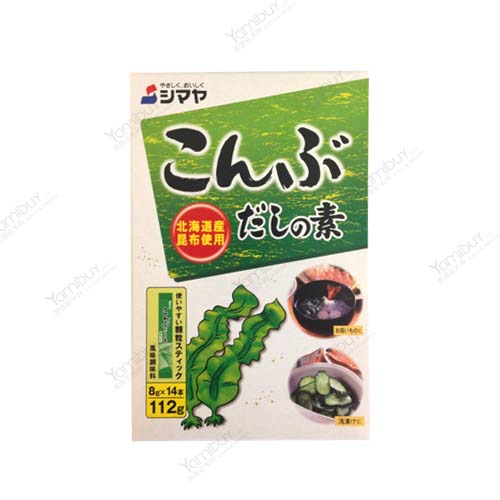 やさしく、おいしく
シマヤ
こんぶ
だしの素
北海道産
昆布使用
使いやすい顆粒スティック
風味調味料
8g×14本
112g
お吸いものに
浅漬けに
Yamibuy